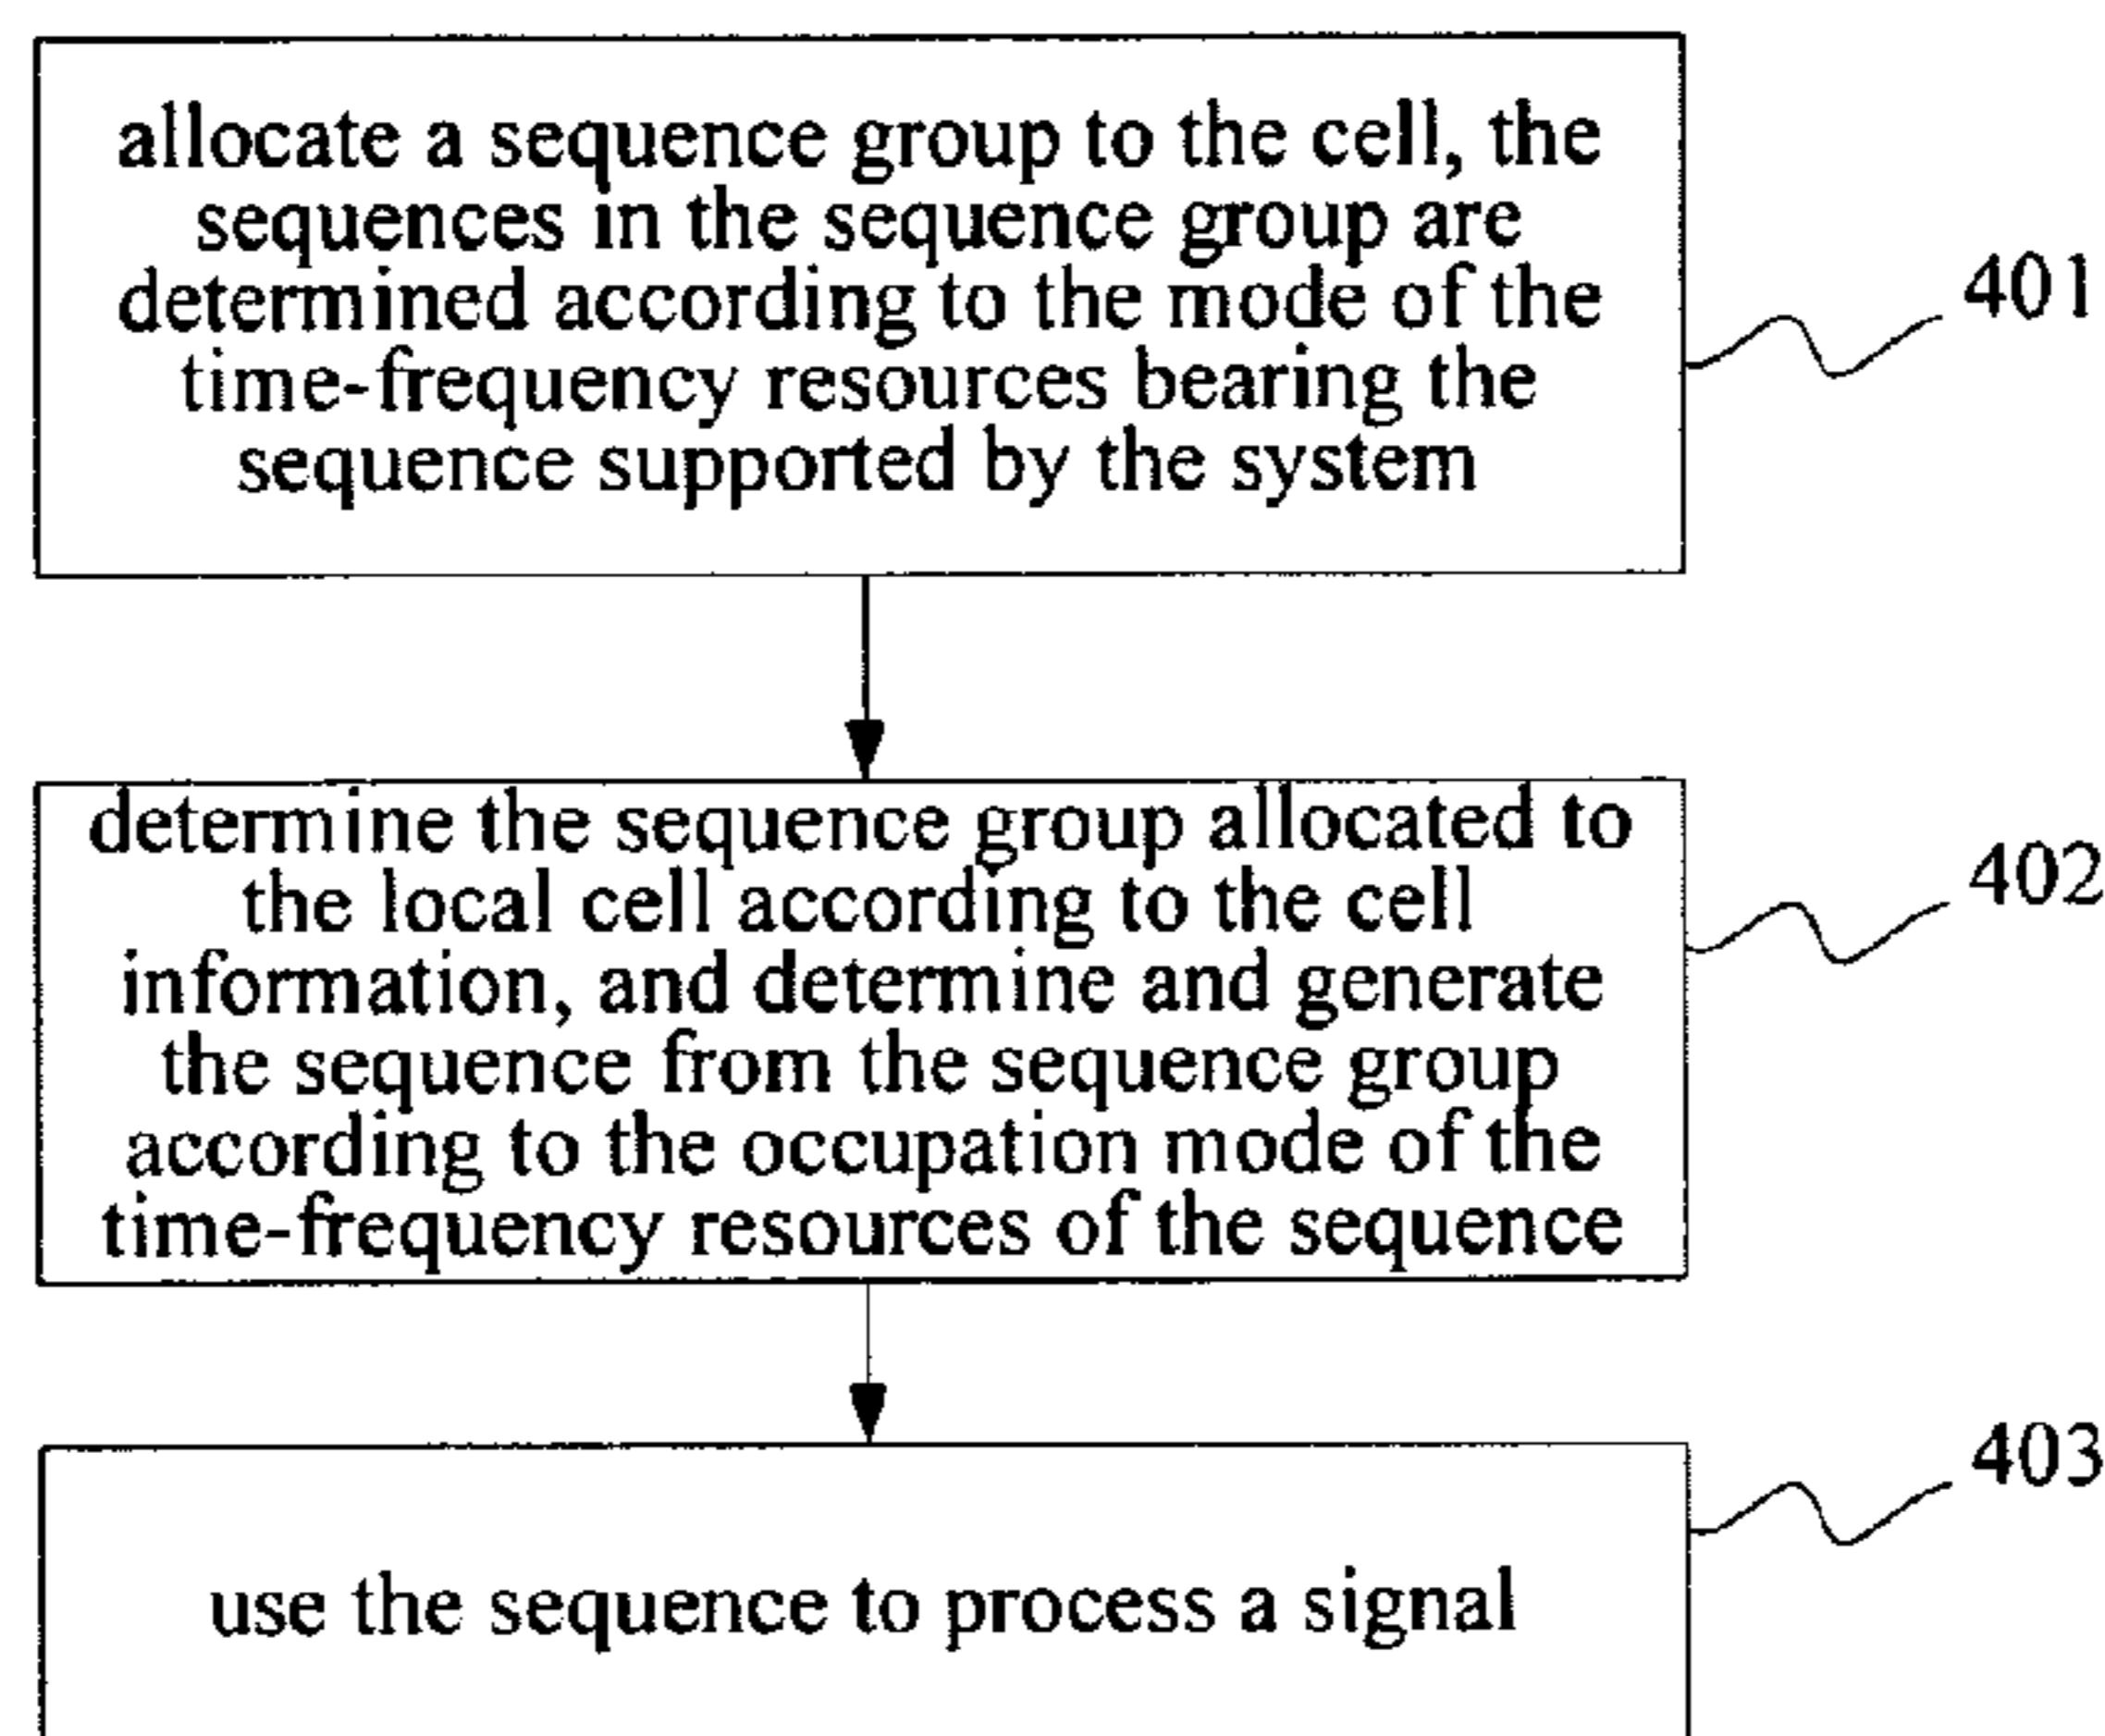 allocate a sequence group to the cell, the
sequences in the sequence group are
determined according to the mode of the
time-frequency resources bearing the
sequence supported by the system
401
determine the sequence group allocated to
the local cell according to the cell
information, and determine and generate
the sequence from the sequence group
according to the occupation mode of the
time-frequency resources of the sequence
402
use the sequence to process a signal
403